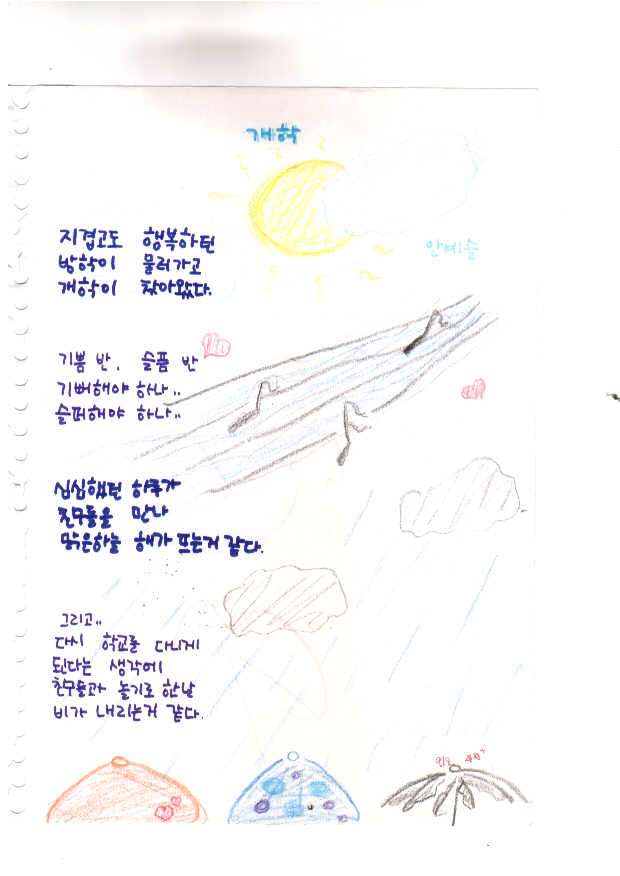 개학
안예슬
지겹고도 행복하던
방학이 물러가고
개학이 찾아왔다.
기쁨 반, 슬픔 반
기뻐해야 하나..
슬퍼해야 하나..
심심했던 하루가
친구들을 만나
맑은하늘 해가 뜨는거 같다.
그리고..
다시 학교를 다니게
된다는 생각에
친구들과 놀기로 한날
비가 내리는거 같다.